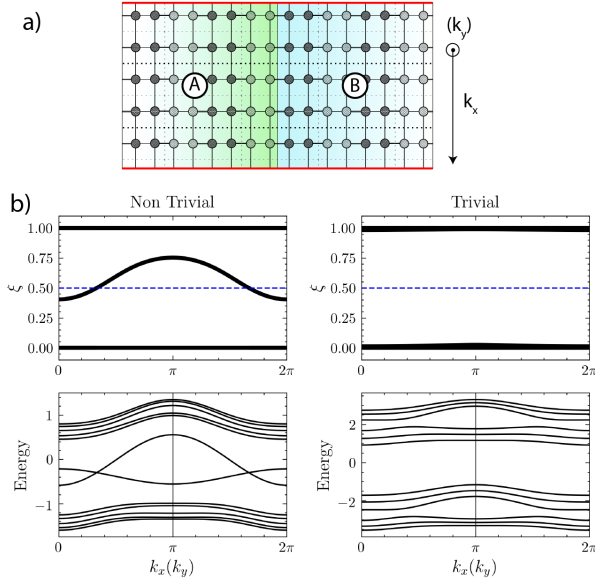 a)
(k_y)
A
B
k_x
b)
Non Trivial
Trivial
ξ
1.00
0.75
0.50
0.25
0.00
0
π
2π
ξ
1.00
0.75
0.50
0.25
0.00
0
π
2π
Energy
1
0
−1
0
π
2π
k_x(k_y)
Energy
2
0
−2
0
π
2π
k_x(k_y)